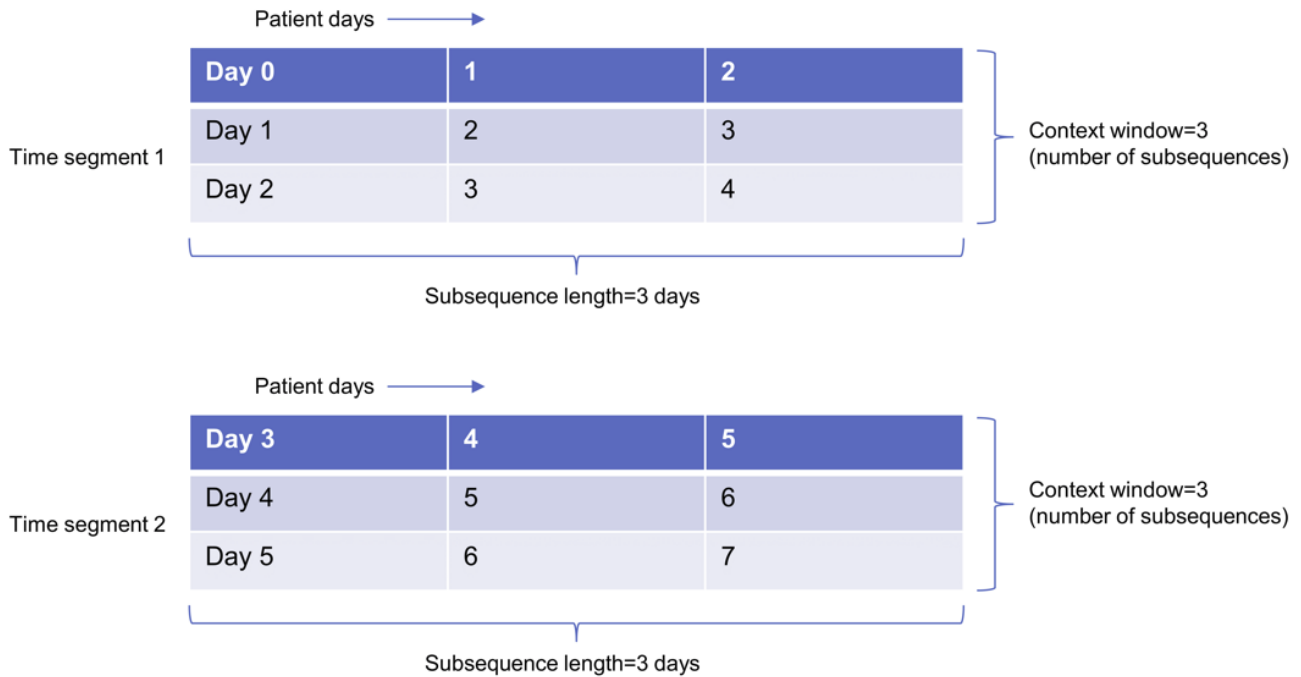 Patient days
Day 0 1 2
Day 1 2 3
Time segment 1
Day 2 3 4
Context window=3
(number of subsequences)
Subsequence length=3 days
Patient days
Day 3 4 5
Day 4 5 6
Time segment 2
Day 5 6 7
Context window=3
(number of subsequences)
Subsequence length=3 days